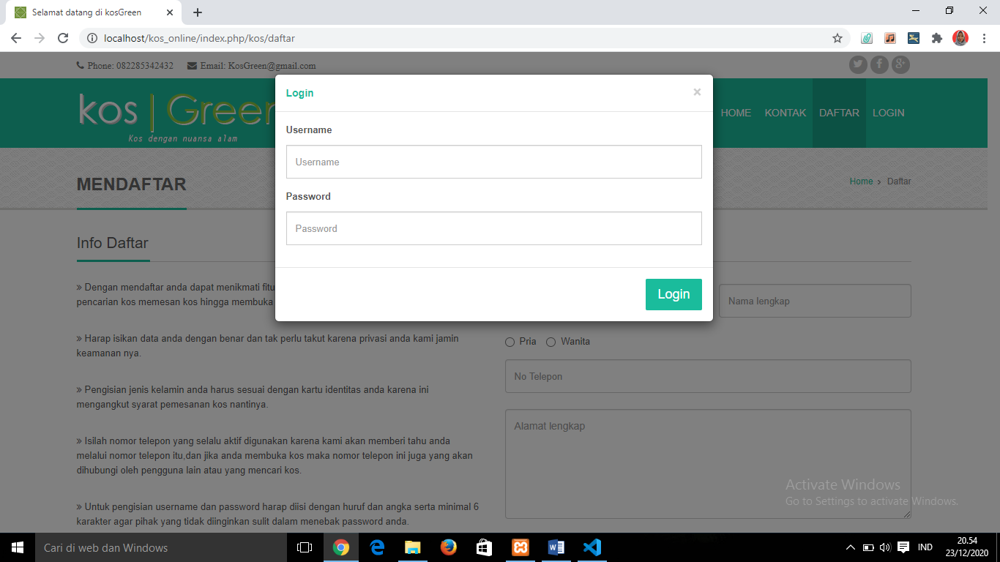 Selamat datang di kosGreen
localhost/kos_online/index.php/kos/daftar
Phone: 082285342432 Email: KosGreen@gmail.com
kos | Green
Kos dengan nuansa alam
HOME KONTAK DAFTAR LOGIN
MENDAFTAR
Home > Daftar
Login ×
Username
Username
Password
Password
Login
Info Daftar
» Dengan mendaftar anda dapat menikmati fitu
pencarian kos memesan kos hingga membuka
» Harap isikan data anda dengan benar dan tak perlu takut karena privasi anda kami jamin
keamanan nya.
» Pengisian jenis kelamin anda harus sesuai dengan kartu identitas anda karena ini
mengangkut syarat pemesanan kos nantinya.
» Isilah nomor telepon yang selalu aktif digunakan karena kami akan memberi tahu anda
melalui nomor telepon itu,dan jika anda membuka kos maka nomor telepon ini juga yang akan
dihubungi oleh pengguna lain atau yang mencari kos.
» Untuk pengisian username dan password harap diisi dengan huruf dan angka serta minimal 6
karakter agar pihak yang tidak diinginkan sulit dalam menebak password anda.
Nama lengkap
Pria Wanita
No Telepon
Alamat lengkap
Activate Windows
Go to Settings to activate Windows.
Cari di web dan Windows
IND
20.54
23/12/2020